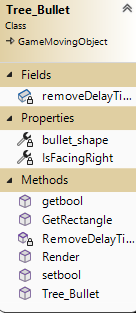 Tree_Bullet
Class
GameMovingObject
Fields
removeDelayTi...
Properties
bullet_shape
IsFacingRight
Methods
getbool
GetRectangle
RemoveDelayTi...
Render
setbool
Tree_Bullet